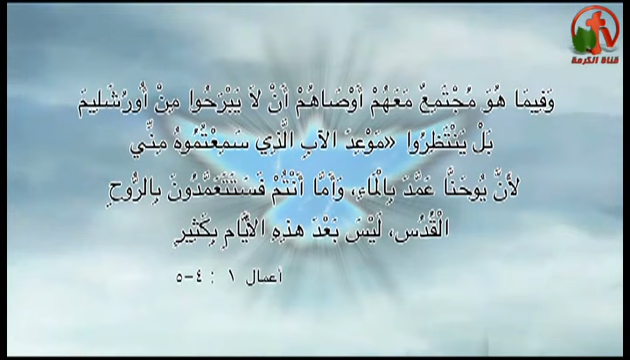 قناة الكرمة
وَفِيمَا هُوَ مُجْتَمِعٌ مَعَهُمْ أَوْصَاهُمْ أَنْ لاَ يَبْرَحُوا مِنْ أُورُشَلِيمَ
بَلْ يَنْتَظِرُوا «مَوْعِدَ الآبِ الَّذِي سَمِعْتُمُوهُ مِنِّي
لأَنَّ يُوحَنَّا عَمَّدَ بِالْمَاءِ، وَأَمَّا أَنْتُمْ فَسَتَتَعَمَّدُونَ بِالرُّوحِ
الْقُدُسِ، لَيْسَ بَعْدَ هذِهِ الأَيَّامِ بِكَثِيرٍ
أعمال ١ : ٤-٥